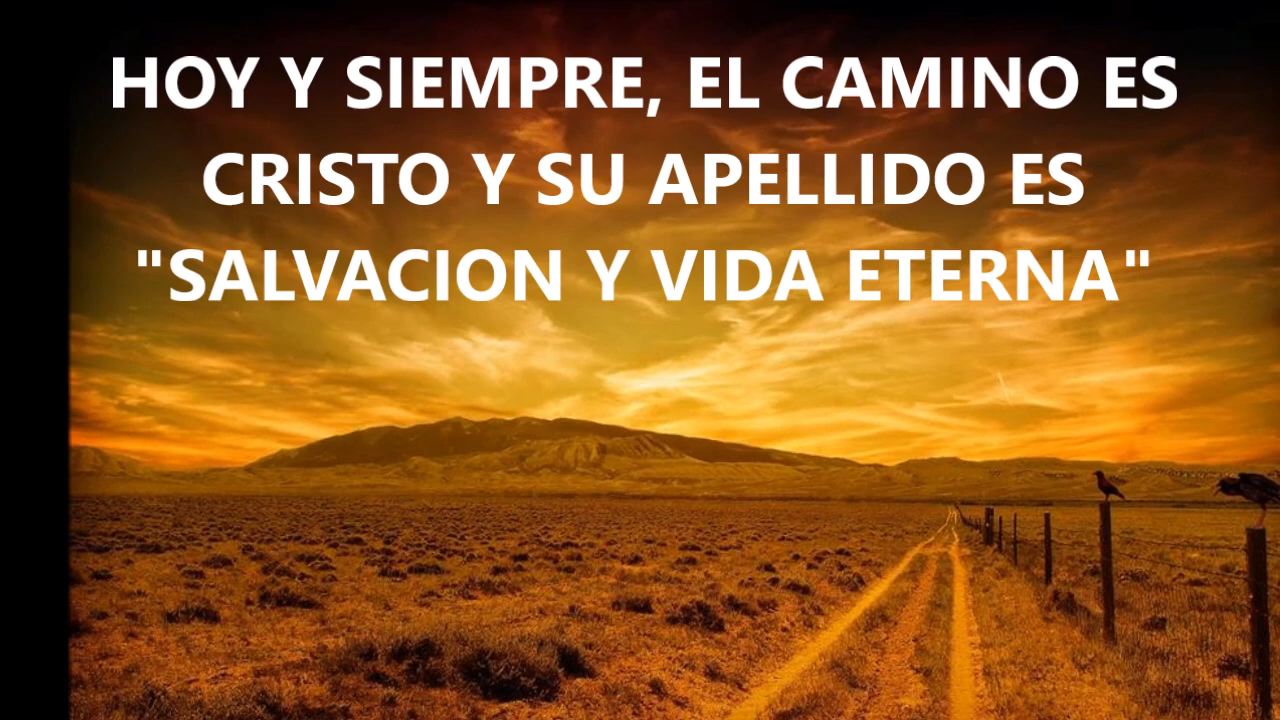 HOY Y SIEMPRE, EL CAMINO ES
CRISTO Y SU APELLIDO ES
"SALVACION Y VIDA ETERNA"